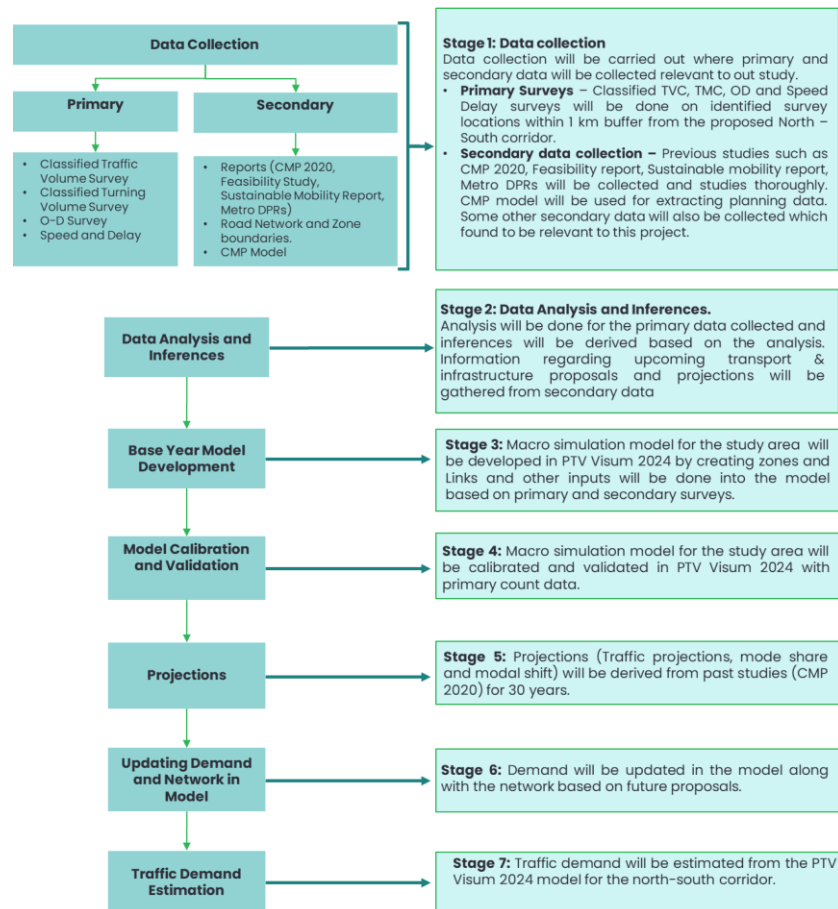 Data Collection
Primary
Secondary
• Classified Traffic
Volume Survey
• Classified Turning
Volume Survey
• O-D Survey
• Speed and Delay
• Reports (CMP 2020,
Feasibility Study,
Sustainable Mobility Report,
Metro DPRs)
• Road Network and Zone
boundaries.
• CMP Model
Stage 1: Data collection
Data collection will be carried out where primary and
secondary data will be collected relevant to out study.
• Primary Surveys – Classified TVC, TMC, OD and Speed
Delay surveys will be done on identified survey
locations within 1 km buffer from the proposed North –
South corridor.
• Secondary data collection – Previous studies such as
CMP 2020, Feasibility report, Sustainable mobility report,
Metro DPRs will be collected and studies thoroughly.
CMP model will be used for extracting planning data.
Some other secondary data will also be collected which
found to be relevant to this project.
Data Analysis and
Inferences
Stage 2: Data Analysis and Inferences.
Analysis will be done for the primary data collected and
inferences will be derived based on the analysis.
Information regarding upcoming transport &
infrastructure proposals and projections will be
gathered from secondary data
Base Year Model
Development
Stage 3: Macro simulation model for the study area will
be developed in PTV Visum 2024 by creating zones and
Links and other inputs will be done into the model
based on primary and secondary surveys.
Model Calibration
and Validation
Stage 4: Macro simulation model for the study area will
be calibrated and validated in PTV Visum 2024 with
primary count data.
Projections
Stage 5: Projections (Traffic projections, mode share
and modal shift) will be derived from past studies (CMP
2020) for 30 years.
Updating Demand
and Network in
Model
Stage 6: Demand will be updated in the model along
with the network based on future proposals.
Traffic Demand
Estimation
Stage 7: Traffic demand will be estimated from the PTV
Visum 2024 model for the north-south corridor.